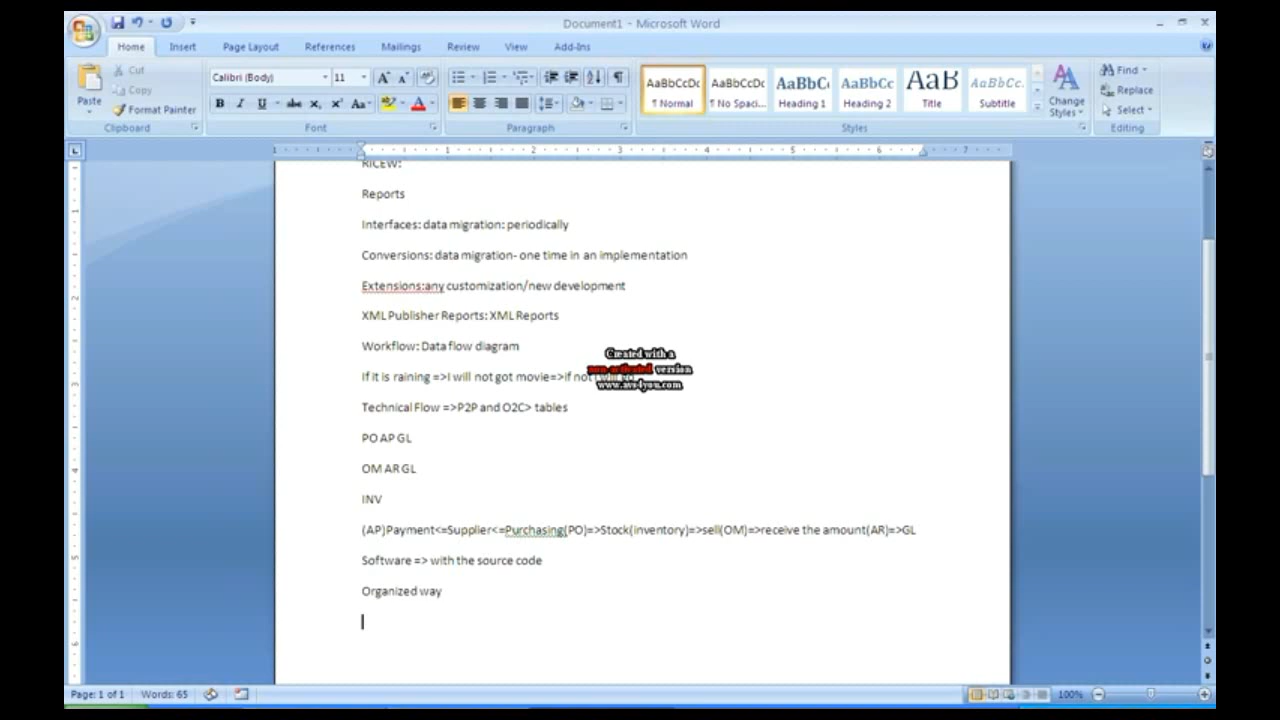 Document1 - Microsoft Word
Home Insert Page Layout References Mailings Review View Add-Ins
Cut
Copy
Paste
Format Painter
Clipboard
Calibri (Body) 11
Font
Paragraph
AaBbCcDc AaBbCcDc AaBbC AaBbCc AaB AaBbCc.
¶ Normal ¶ No Spaci... Heading 1 Heading 2 Title Subtitle
Change Styles
Styles
Find
Replace
Select
Editing
RICEW:
Reports
Interfaces: data migration: periodically
Conversions: data migration- one time in an implementation
Extensions:any customization/new development
XML Publisher Reports: XML Reports
Workflow: Data flow diagram
If it is raining =>I will not got movie=>if not I will
Created with a
non-activated version
www.avs4you.com
Technical Flow =>P2P and O2C> tables
PO AP GL
OM AR GL
INV
(AP)Payment<=Supplier<=Purchasing(PO)=>Stock(inventory)=>sell(OM)=>receive the amount(AR)=>GL
Software => with the source code
Organized way
Page: 1 of 1 Words: 65 100%